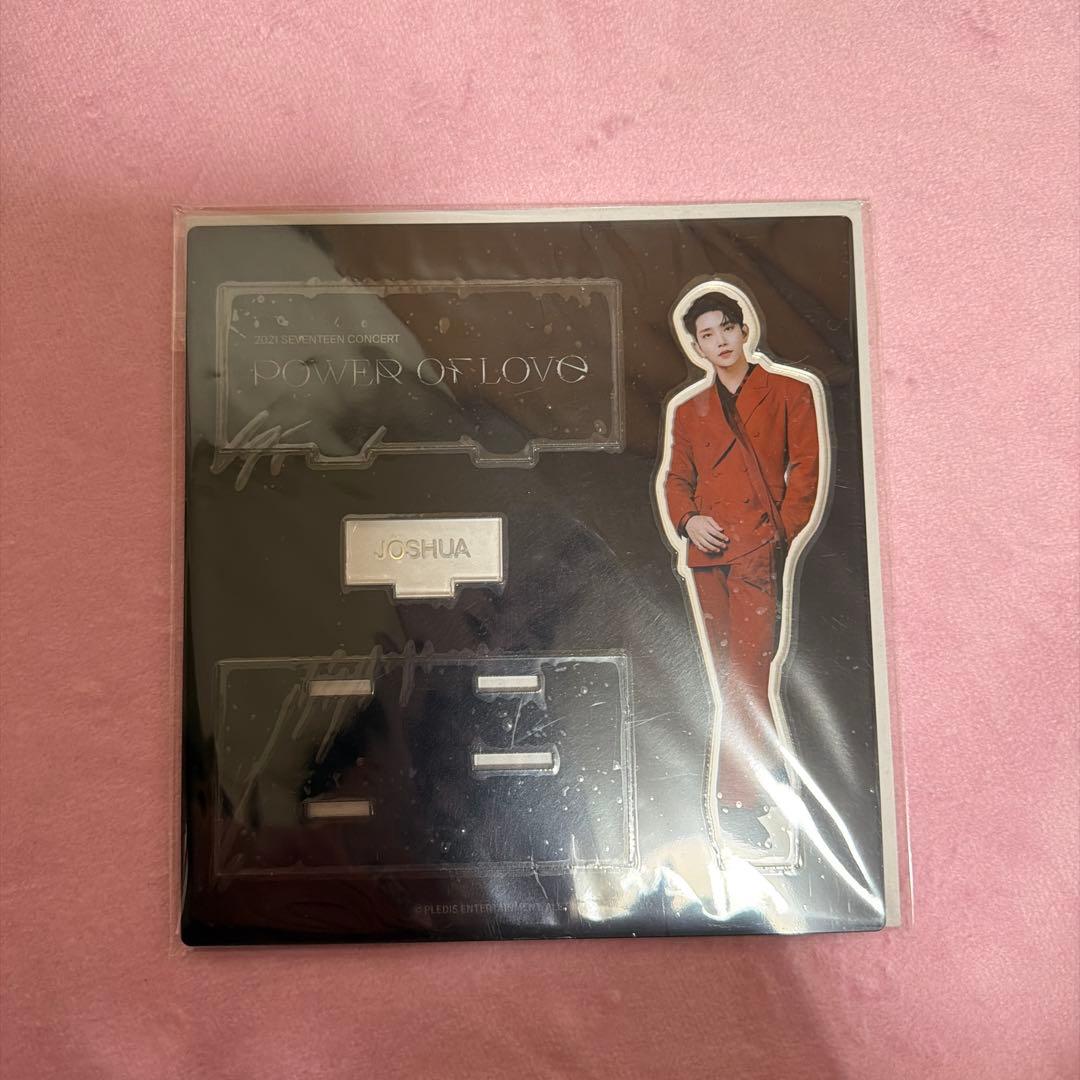 2021 SEVENTEEN CONCERT
POWER OF LOVE
JOSHUA
© PLEDIS ENTERTAINMENT.